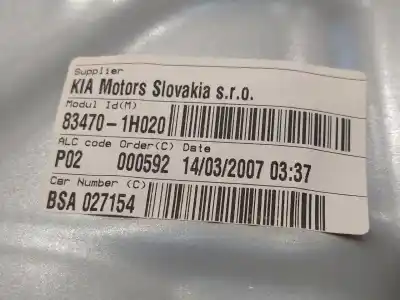 Supplier
KIA Motors Slovakia s.r.o.
Modul Id(M)
83470-1H020
ALC code Order(C) Date
P02 000592 14/03/2007 03:37
Car Number (C)
BSA 027154